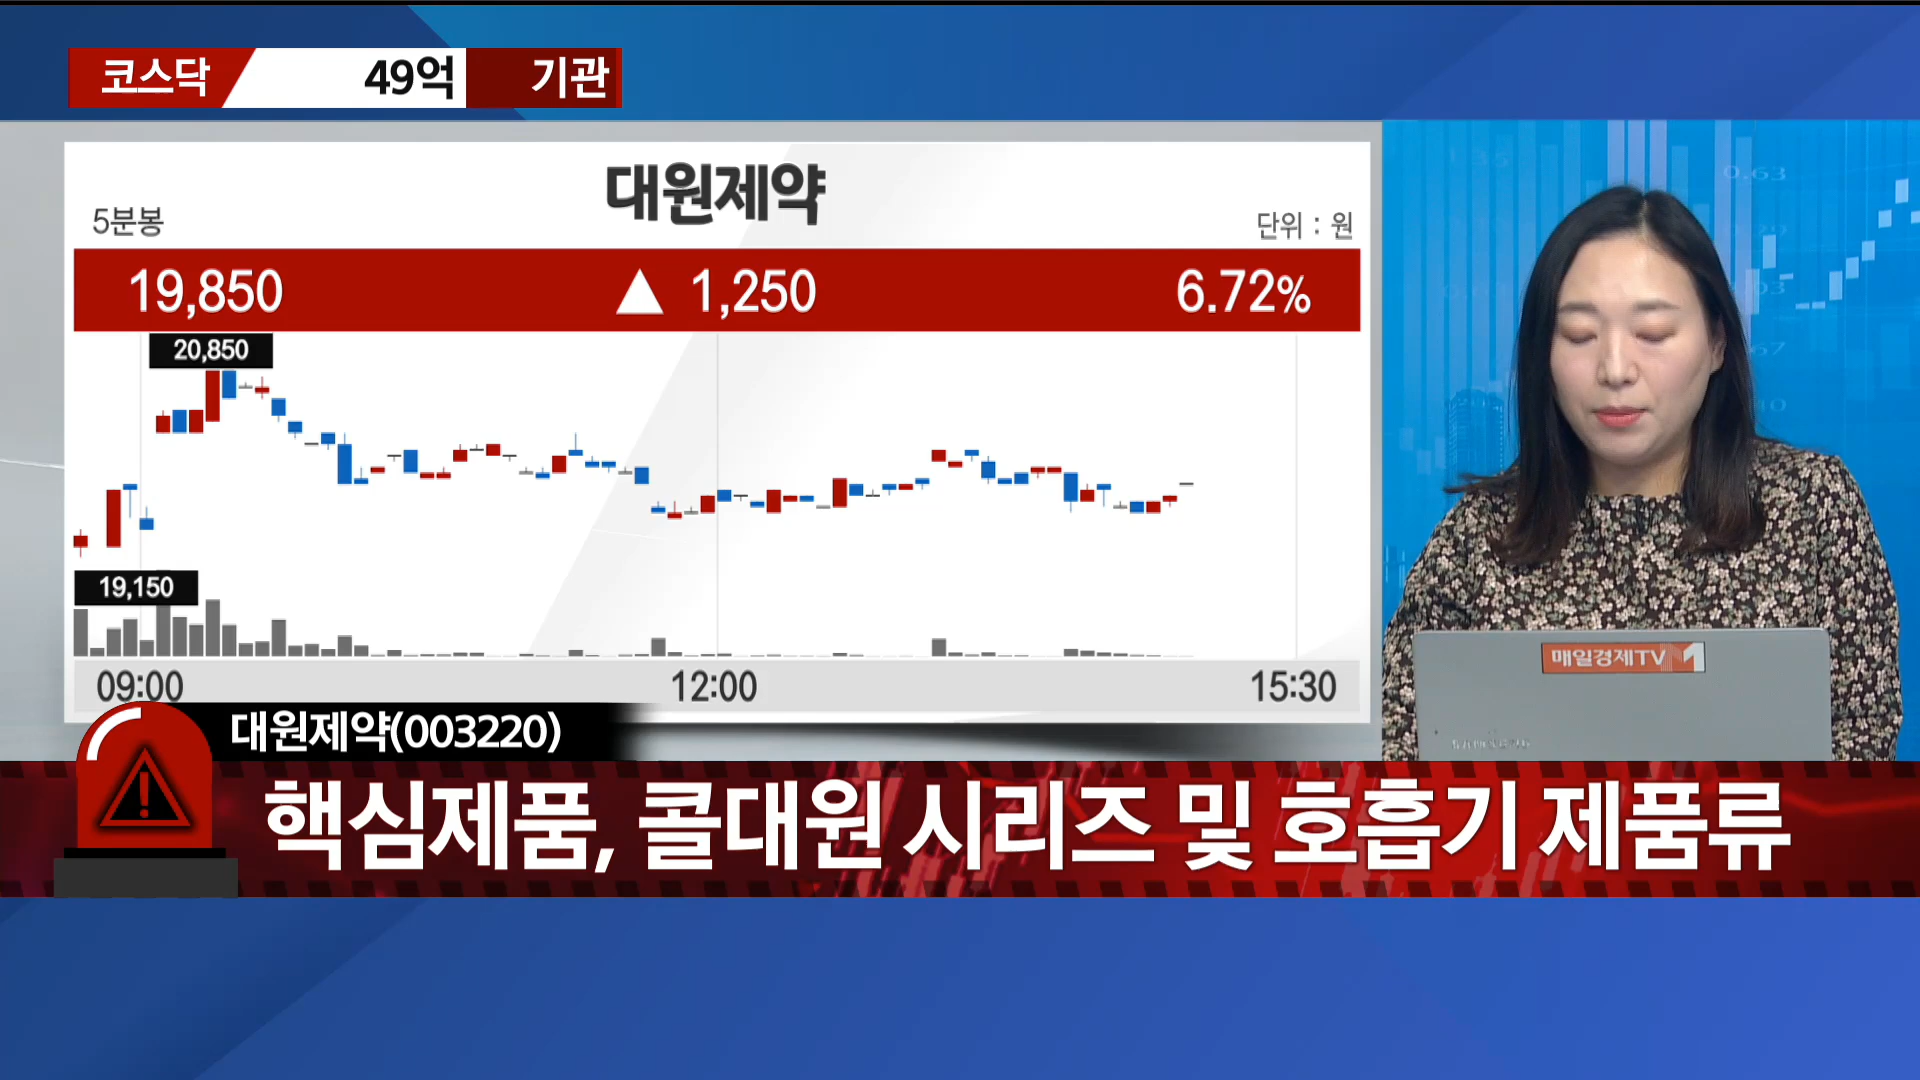 코스닥 49억 기관
대원제약
5분봉
단위 : 원
19,850 ▲ 1,250 6.72%
20,850
19,150
09:00 12:00 15:30
매일경제TV M1
대원제약(003220)
핵심제품, 콜대원 시리즈 및 호흡기 제품류